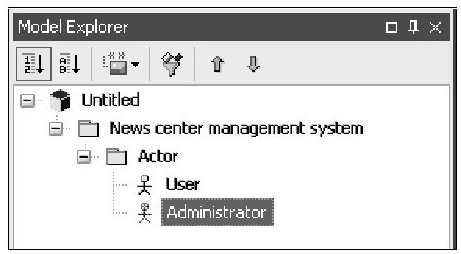 Model Explorer
Untitled
News center management system
Actor
User
Administrator